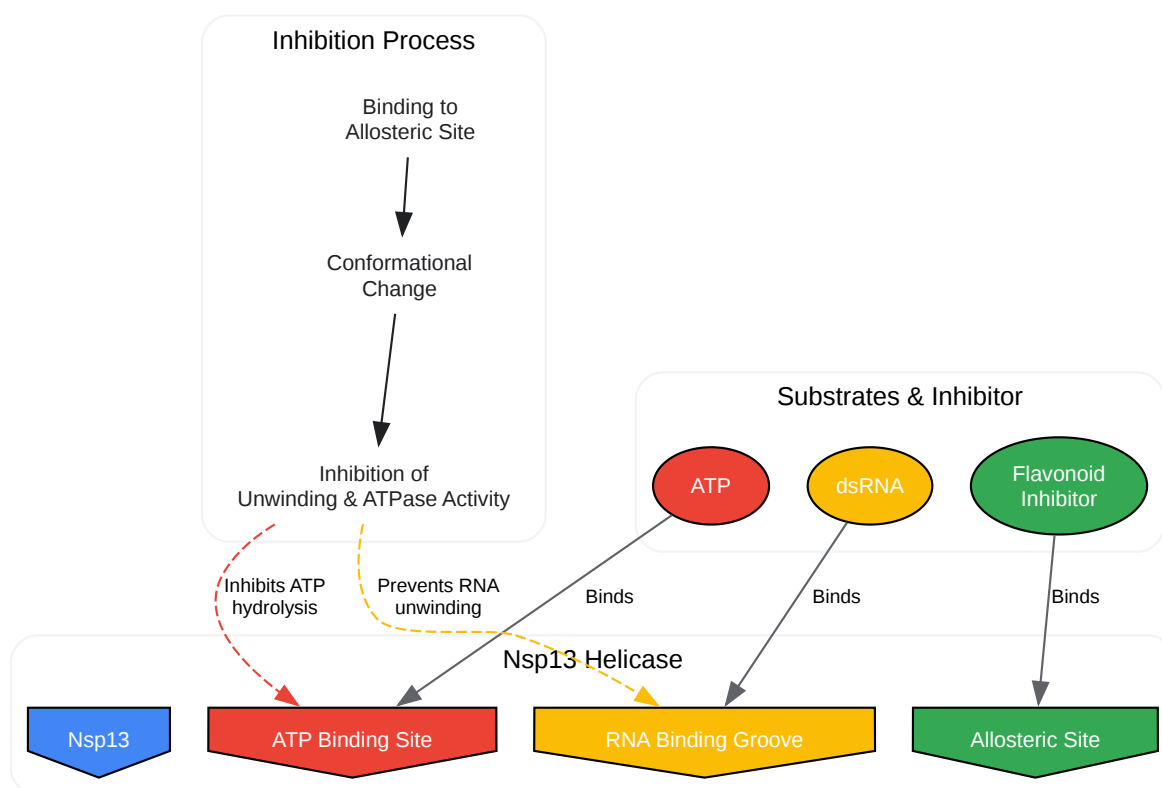 Inhibition Process
Binding to
Allosteric Site
Conformational
Change
Inhibition of
Unwinding & ATPase Activity
Substrates & Inhibitor
ATP
dsRNA
Flavonoid
Inhibitor
Inhibits ATP
hydrolysis
Prevents RNA
unwinding
Binds
Binds
Binds
Nsp13 Helicase
Nsp13
ATP Binding Site
RNA Binding Groove
Allosteric Site